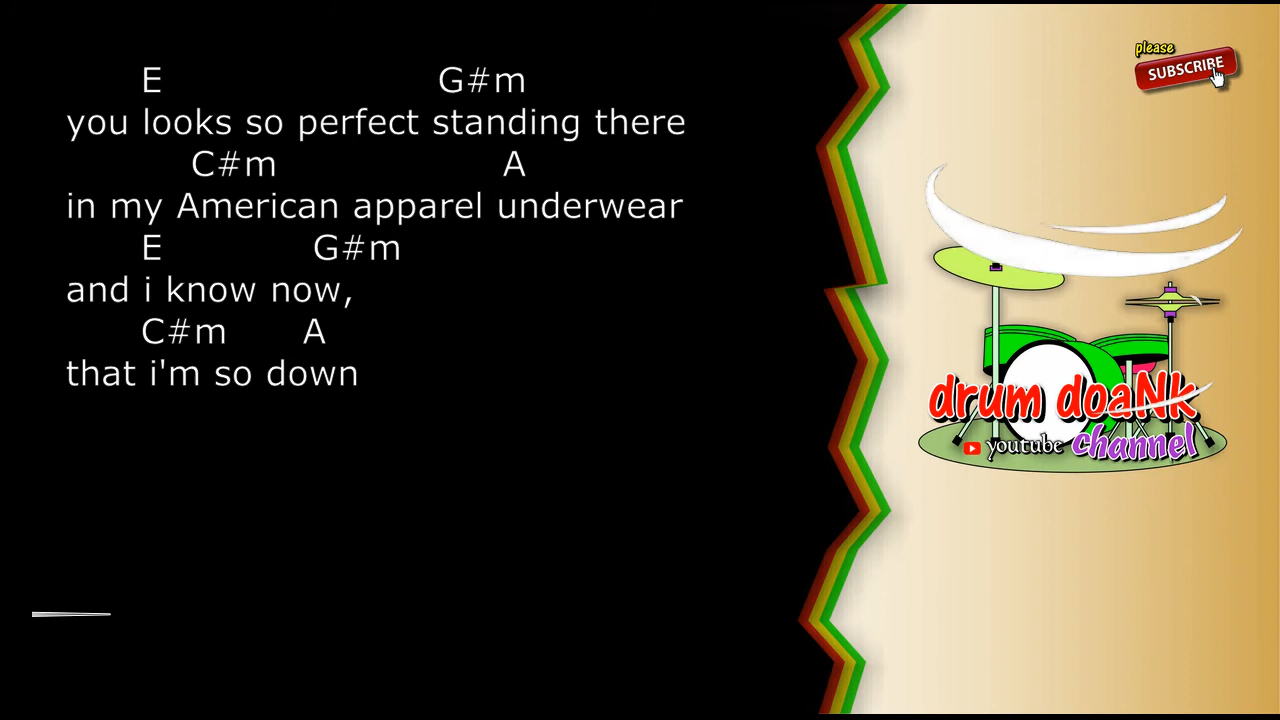 E G#m
you looks so perfect standing there
C#m A
in my American apparel underwear
E G#m
and i know now,
C#m A
that i'm so down
please
SUBSCRIBE
drum doaNk
youtube channel